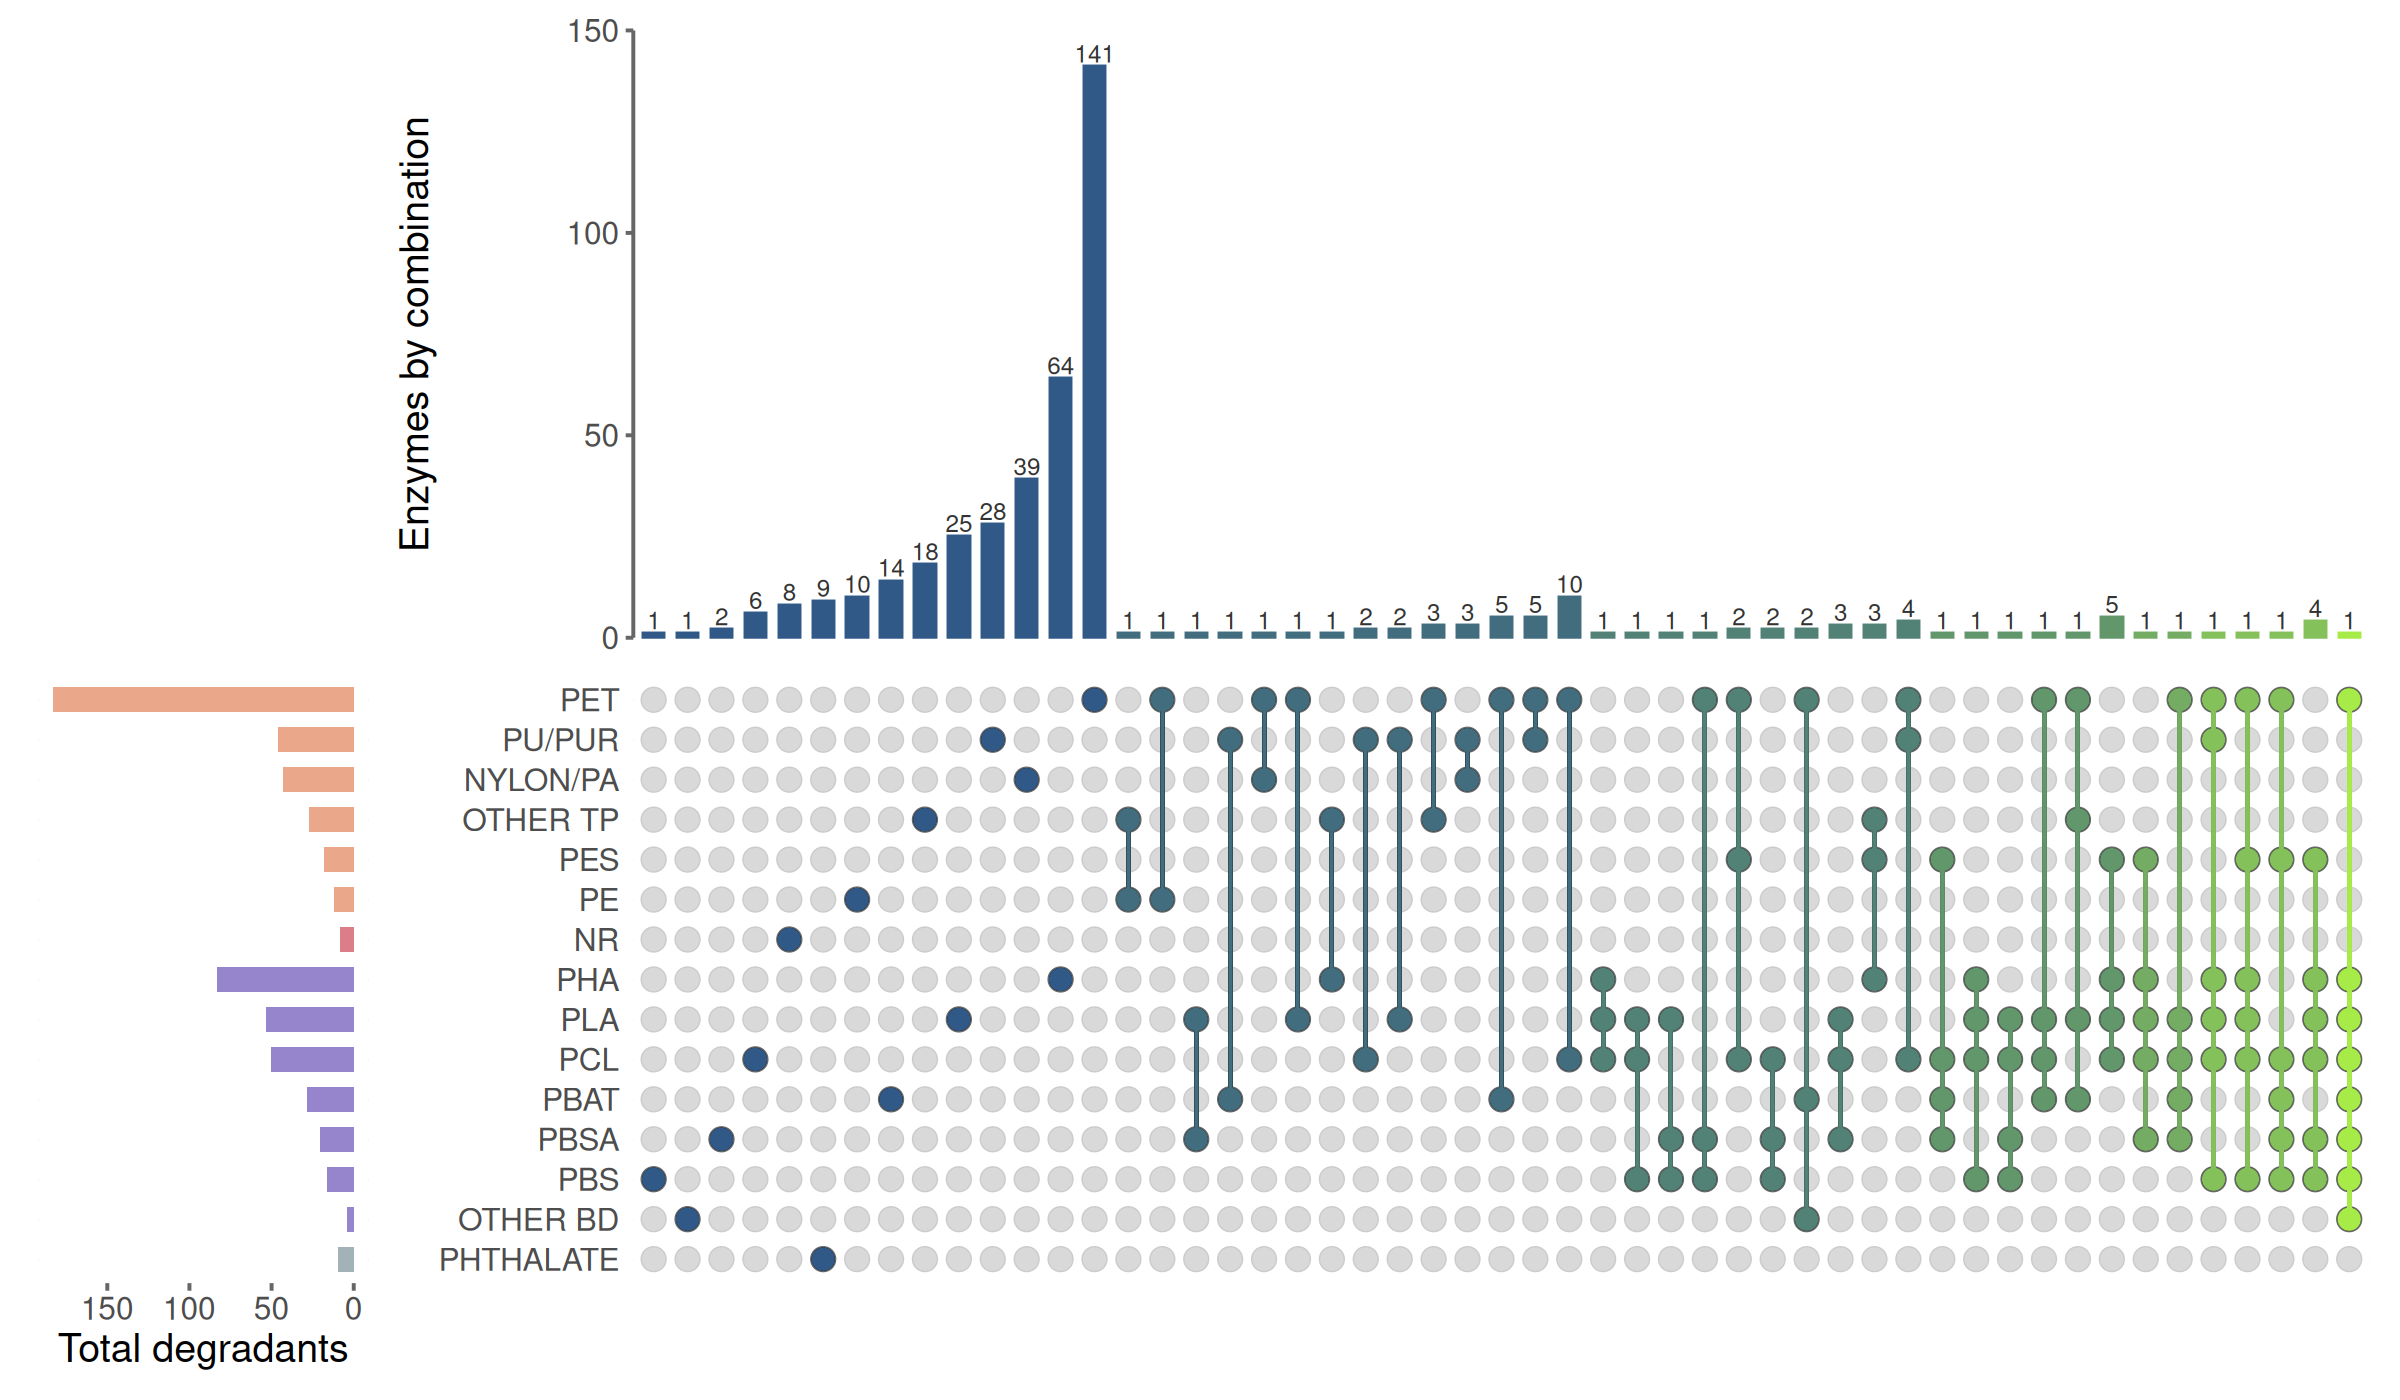 150
100
50
0
Enzymes by combination
1 1 2 6 8 9 10 14 18 25 28 39 64 141 1 1 1 1 1 1 1 2 2 3 3 5 5 10 1 1 1 1 2 2 2 3 3 4 1 1 1 1 1 5 1 1 1 1 1 4 1
PET
PU/PUR
NYLON/PA
OTHER TP
PES
PE
NR
PHA
PLA
PCL
PBAT
PBSA
PBS
OTHER BD
PHTHALATE
150 100 50 0
Total degradants